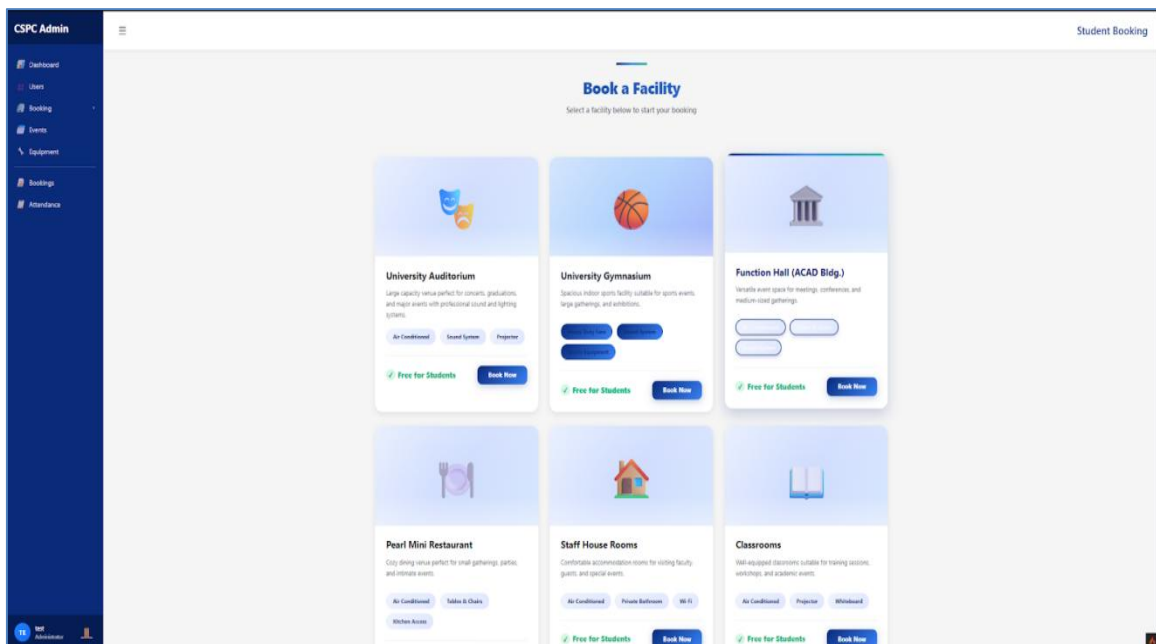 CSPC Admin
Student Booking
Dashboard
Users
Booking
Events
Equipment
Bookings
Attendance
Book a Facility
Select a facility below to start your booking
University Auditorium
Large capacity venue perfect for concerts, graduations,
and major events with professional sound and lighting
systems.
Air Conditioned Sound System Projector
✓ Free for Students Book Now
University Gymnasium
Spacious indoor sports facility suitable for sports events,
large gatherings, and exhibitions.
Sound System
✓ Free for Students Book Now
Function Hall (ACAD Bldg.)
Versatile event space for meetings, conferences, and
medium-sized gatherings.
✓ Free for Students Book Now
Pearl Mini Restaurant
Cozy dining venue perfect for small gatherings, parties,
and intimate events.
Air Conditioned Tables & Chairs
Kitchen Access
Staff House Rooms
Comfortable accommodation rooms for visiting faculty,
guests, and special events.
Air Conditioned Private Bathroom Wi-Fi
✓ Free for Students Book Now
Classrooms
Well-equipped classrooms suitable for training sessions,
workshops, and academic events.
Air Conditioned Projector Whiteboard
✓ Free for Students Book Now
TE test
Administrator